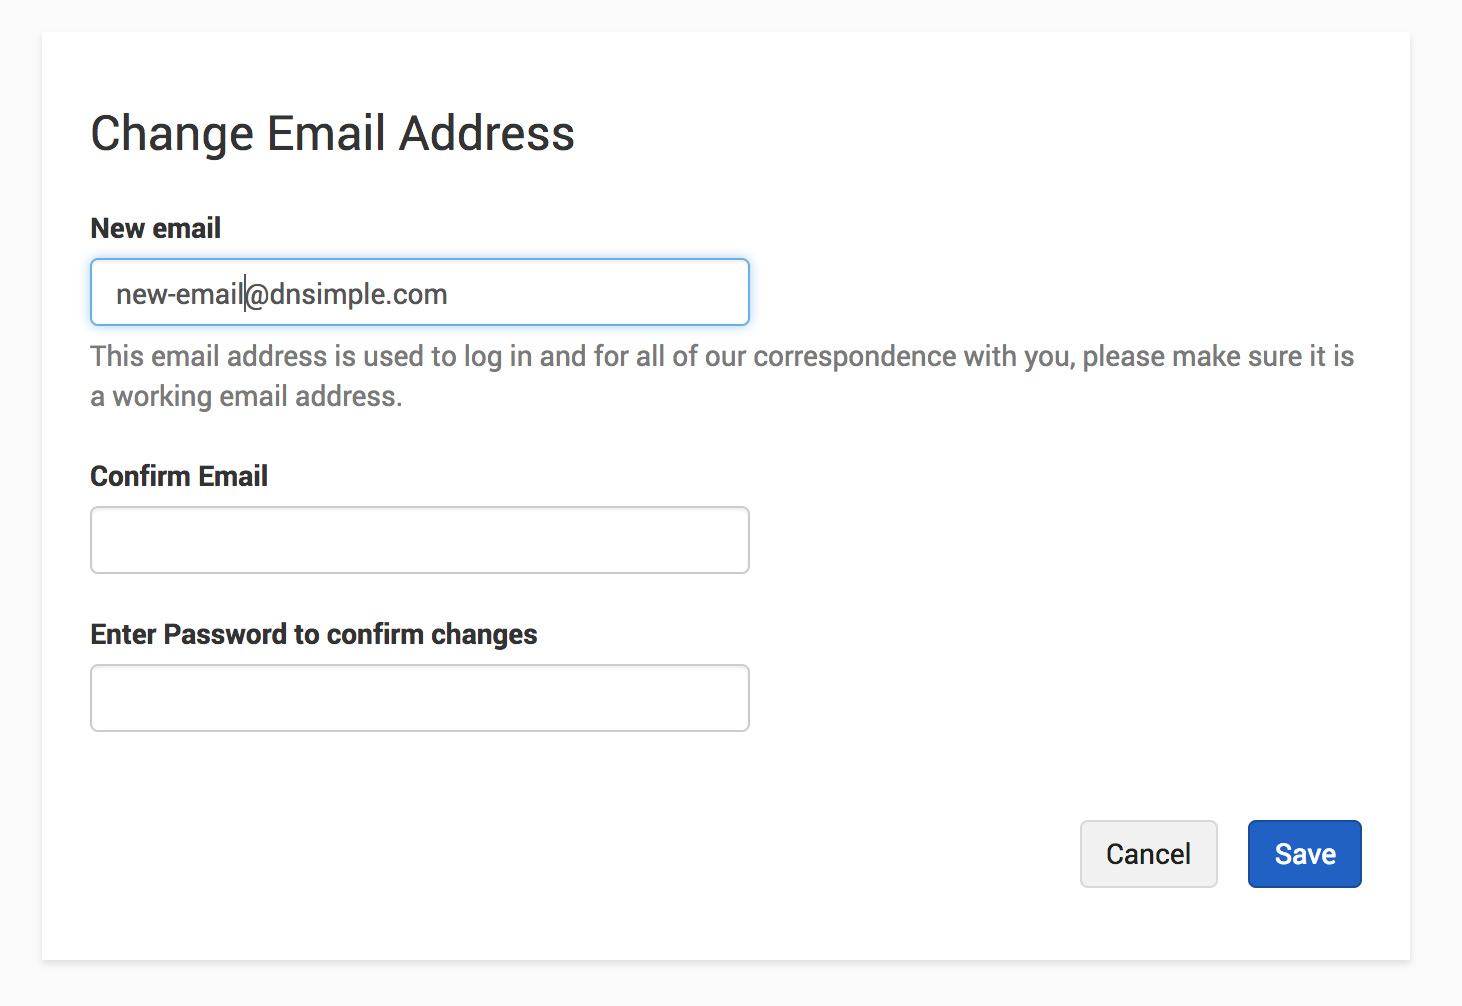 Change Email Address
New email
new-email@dnsimple.com
This email address is used to log in and for all of our correspondence with you, please make sure it is
a working email address.
Confirm Email
Enter Password to confirm changes
Cancel
Save